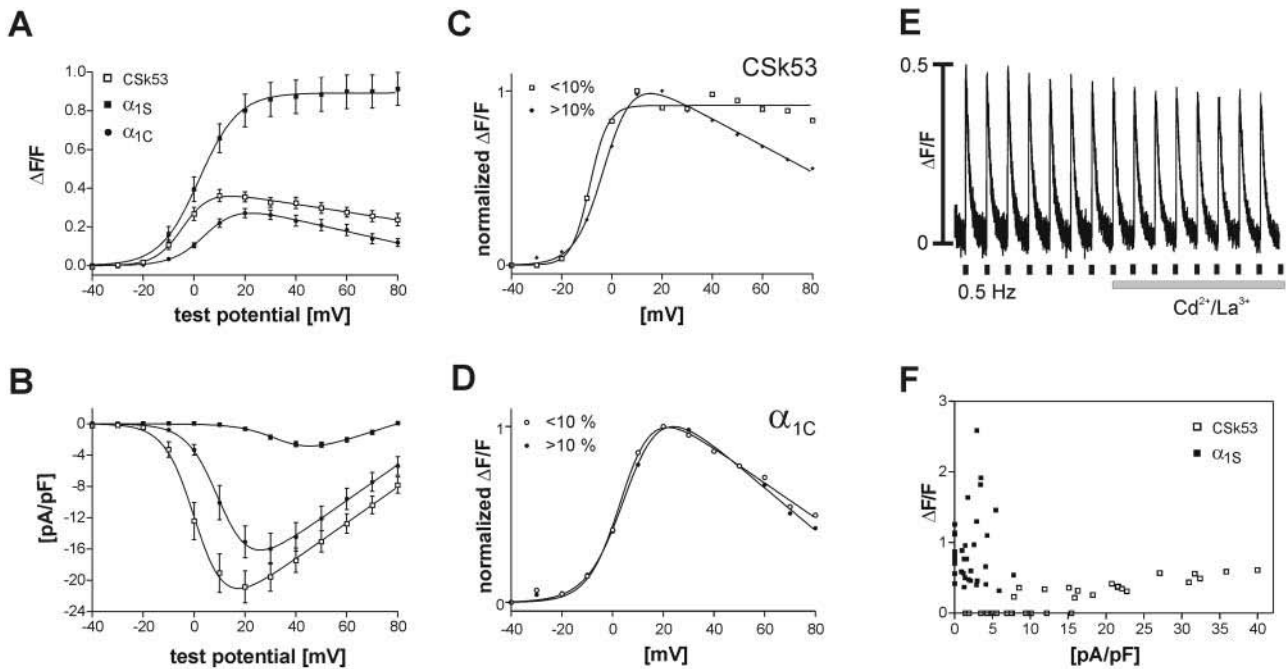 A
CSk53
α1S
α1C
1.0
0.8
0.6
0.4
0.2
0.0
ΔF/F
-40 -20 0 20 40 60 80
test potential [mV]
B
0
-4
-8
-12
-16
-20
-24
[pA/pF]
-40 -20 0 20 40 60 80
test potential [mV]
C
CSk53
<10%
>10%
1
0
normalized ΔF/F
-40 -20 0 20 40 60 80
[mV]
D
α1C
<10 %
>10 %
1
0
normalized ΔF/F
-40 -20 0 20 40 60 80
[mV]
E
0.5
0
ΔF/F
0.5 Hz
Cd²⁺/La³⁺
F
CSk53
α1S
3
2
1
0
ΔF/F
0 5 10 15 20 25 30 35 40
[pA/pF]